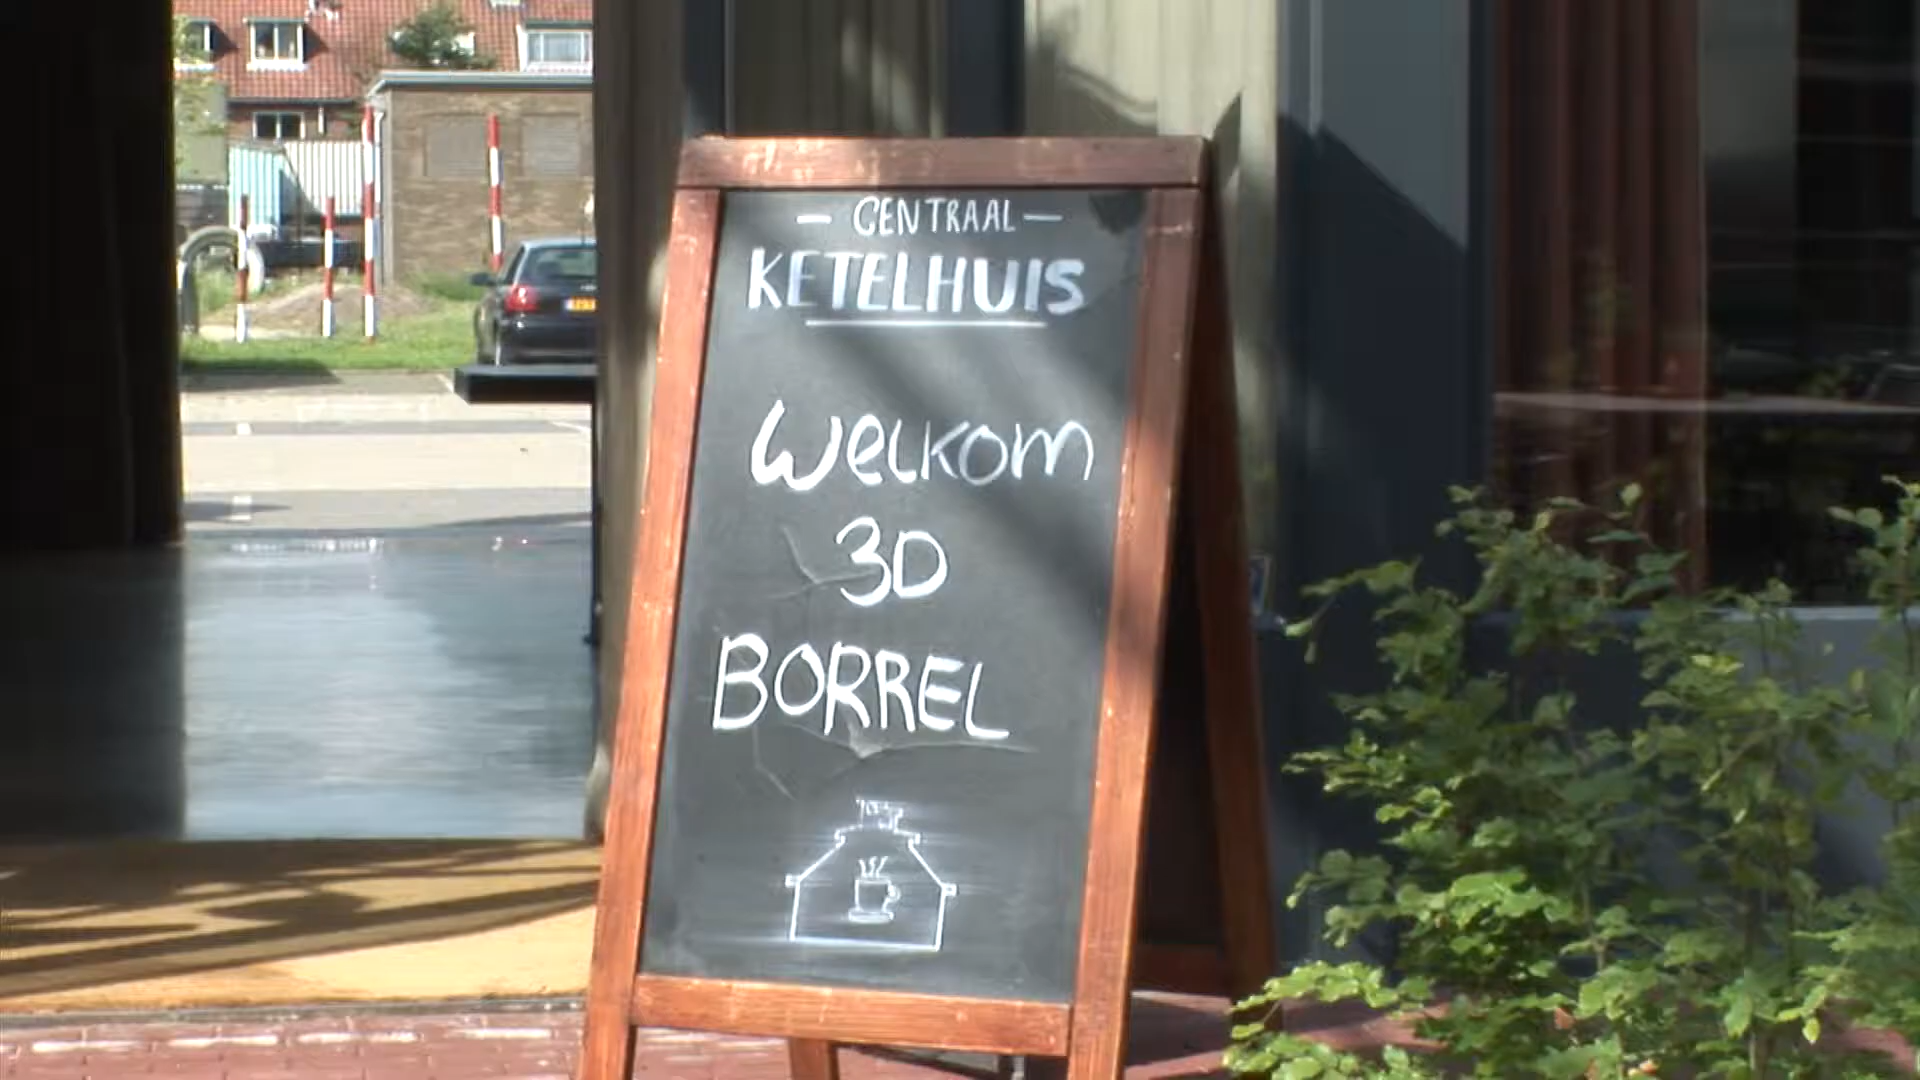 — CENTRAAL —
KETELHUIS
Welkom
3D
BORREL